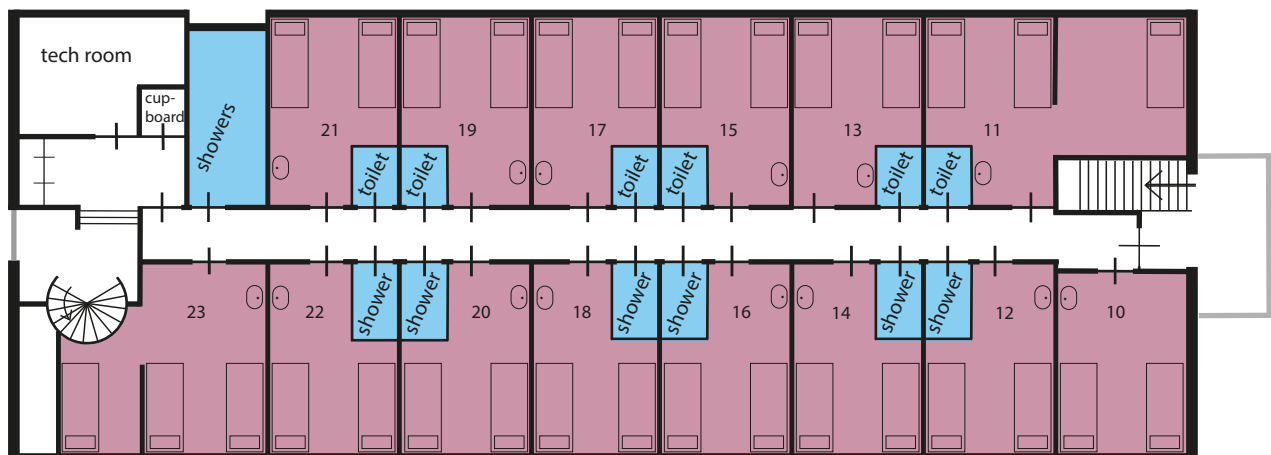 tech room
cup-
board
showers
21
19
17
15
13
11
toilet
toilet
toilet
toilet
toilet
toilet
shower
shower
shower
shower
shower
shower
23
22
20
18
16
14
12
10